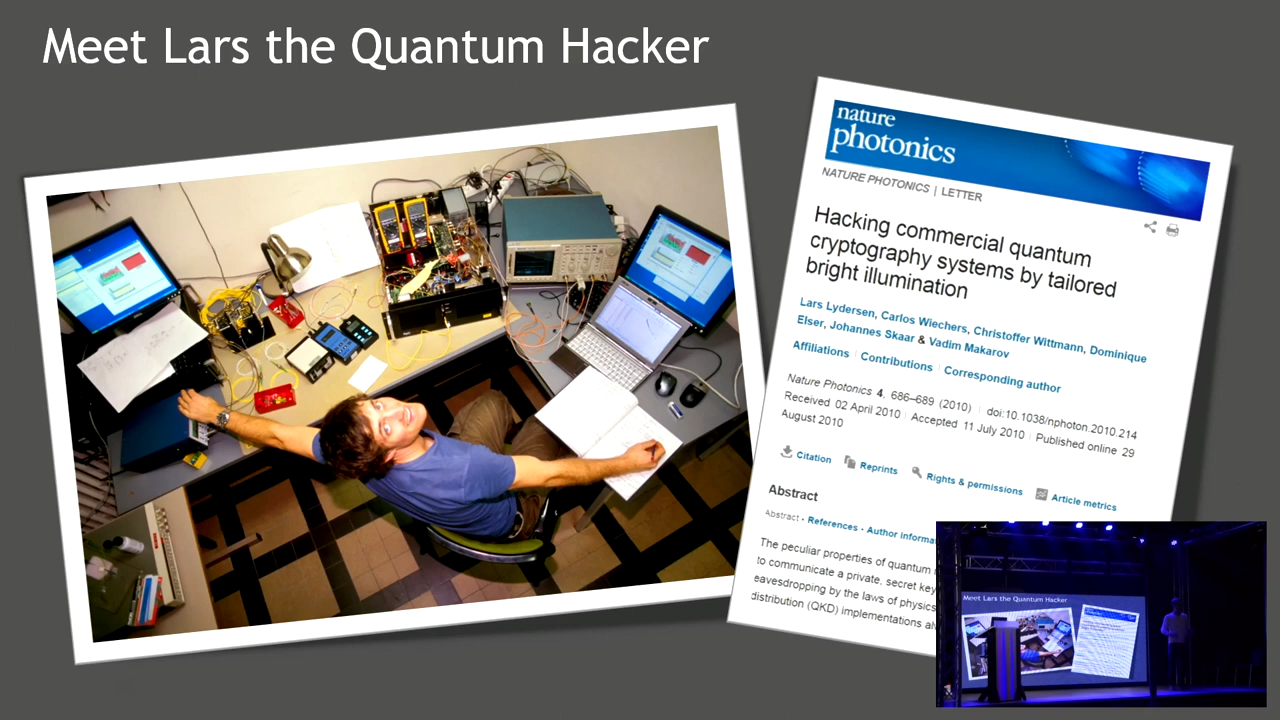 Meet Lars the Quantum Hacker
nature
photonics
NATURE PHOTONICS | LETTER
Hacking commercial quantum
cryptography systems by tailored
bright illumination
Lars Lydersen, Carlos Wiechers, Christoffer Wittmann, Dominique
Elser, Johannes Skaar & Vadim Makarov
Affiliations | Contributions | Corresponding author
Nature Photonics 4, 686–689 (2010) | doi:10.1038/nphoton.2010.214
Received 02 April 2010 | Accepted 11 July 2010 | Published online 29
August 2010
Citation Reprints Rights & permissions Article metrics
Abstract
Abstract • References • Author informa
The peculiar properties of quantum
to communicate a private, secret key
eavesdropping by the laws of physics
distribution (QKD) implementations
Meet Lars the Quantum Hacker